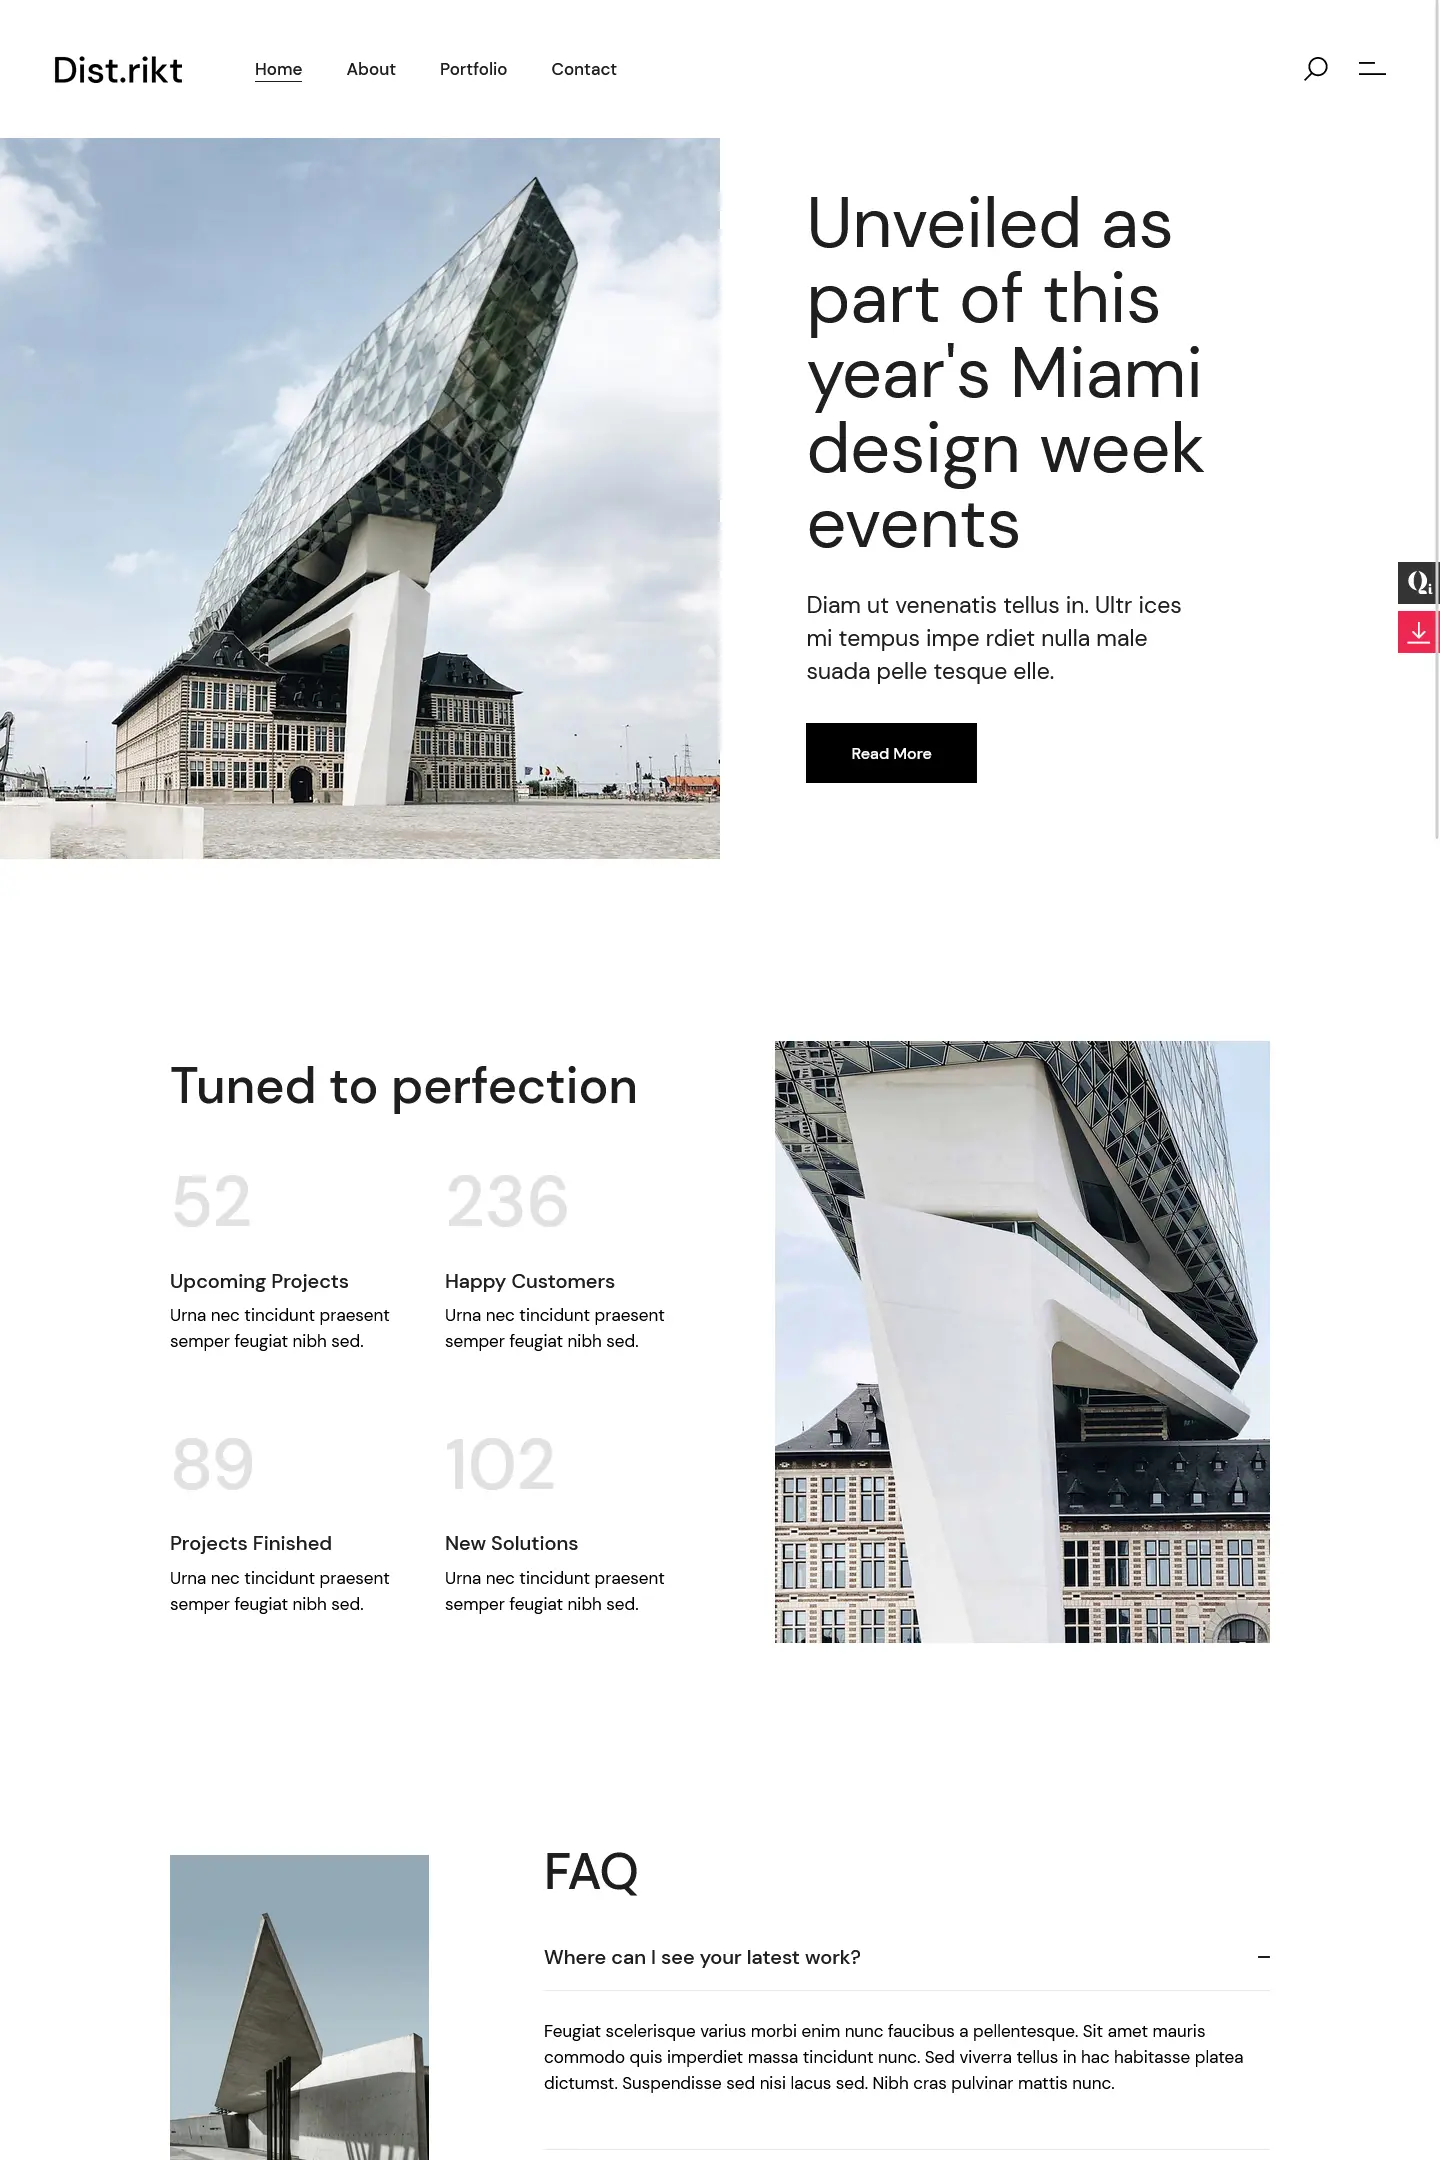 Dist.rikt
Home About Portfolio Contact
Unveiled as
part of this
year's Miami
design week
events
Diam ut venenatis tellus in. Ultr ices
mi tempus impe rdiet nulla male
suada pelle tesque elle.
Qi
Read More
Tuned to perfection
52
Upcoming Projects
Urna nec tincidunt praesent
semper feugiat nibh sed.
236
Happy Customers
Urna nec tincidunt praesent
semper feugiat nibh sed.
89
Projects Finished
Urna nec tincidunt praesent
semper feugiat nibh sed.
102
New Solutions
Urna nec tincidunt praesent
semper feugiat nibh sed.
FAQ
Where can I see your latest work?
Feugiat scelerisque varius morbi enim nunc faucibus a pellentesque. Sit amet mauris
commodo quis imperdiet massa tincidunt nunc. Sed viverra tellus in hac habitasse platea
dictumst. Suspendisse sed nisi lacus sed. Nibh cras pulvinar mattis nunc.